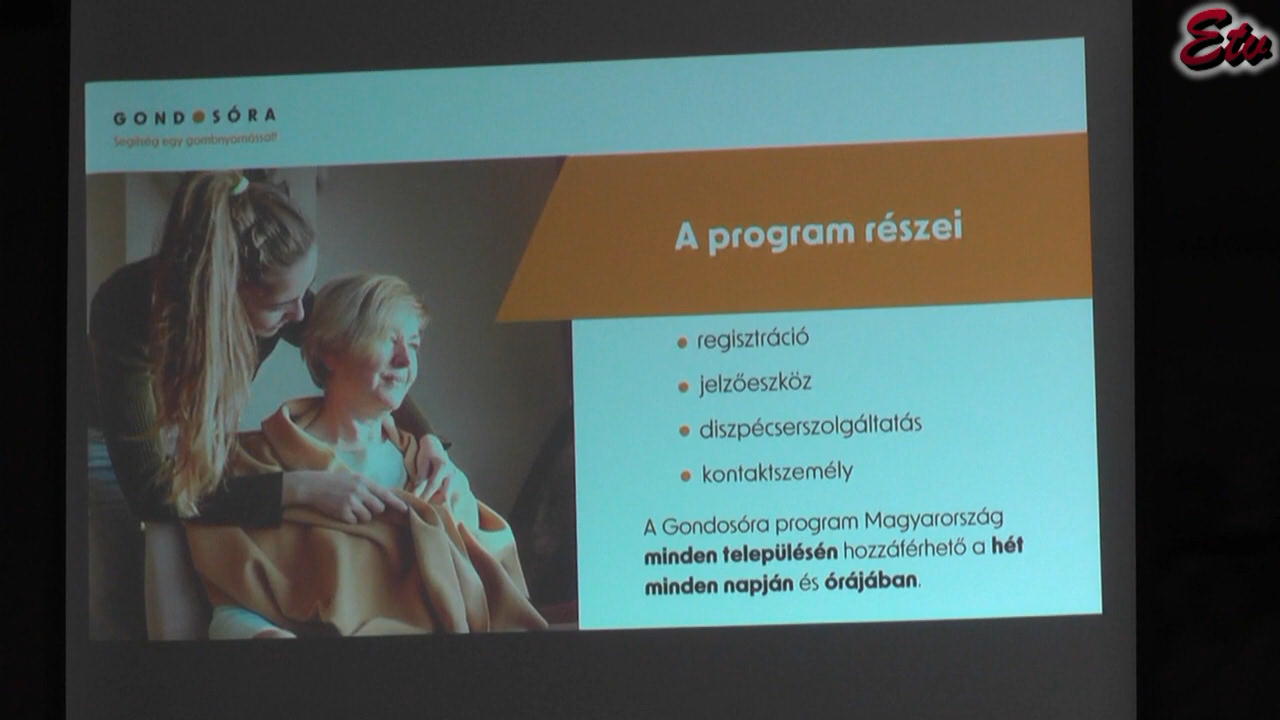 GONDOSÓRA
Segítség egy gombnyomással!
A program részei
regisztráció
jelzőeszköz
diszpécserszolgáltatás
kontaktszemély
A Gondosóra program Magyarország
minden településén hozzáférhető a hét
minden napján és órájában.
Etv